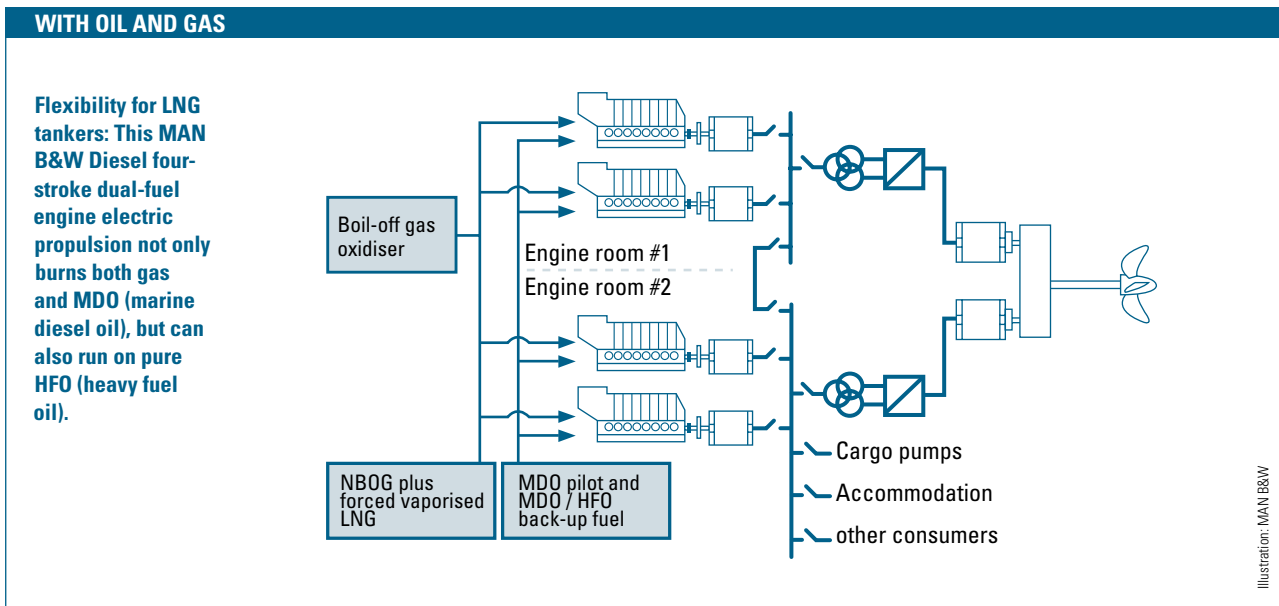 WITH OIL AND GAS
Flexibility for LNG
tankers: This MAN
B&W Diesel four-
stroke dual-fuel
engine electric
propulsion not only
burns both gas
and MDO (marine
diesel oil), but can
also run on pure
HFO (heavy fuel
oil).
Boil-off gas
oxidiser
Engine room #1
Engine room #2
NBOG plus
forced vaporised
LNG
MDO pilot and
MDO / HFO
back-up fuel
Cargo pumps
Accommodation
other consumers
Illustration: MAN B&W